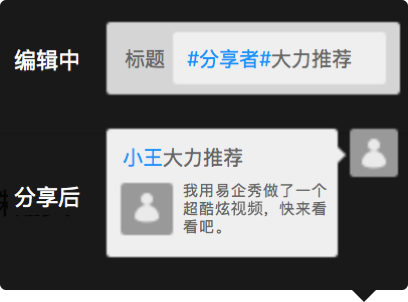 编辑中
标题 #分享者#大力推荐
分享后
小王大力推荐
我用易企秀做了一个
超酷炫视频，快来看
看吧。